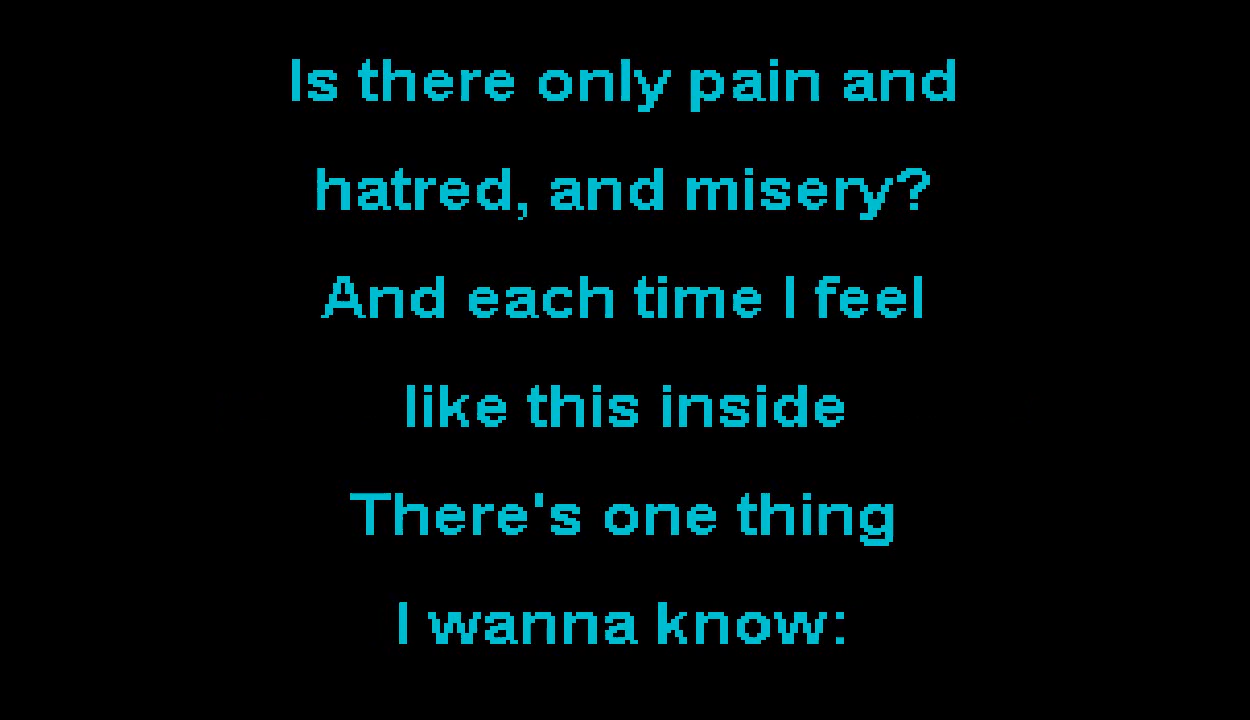 Is there only pain and
hatred, and misery?
And each time I feel
like this inside
There's one thing
I wanna know: